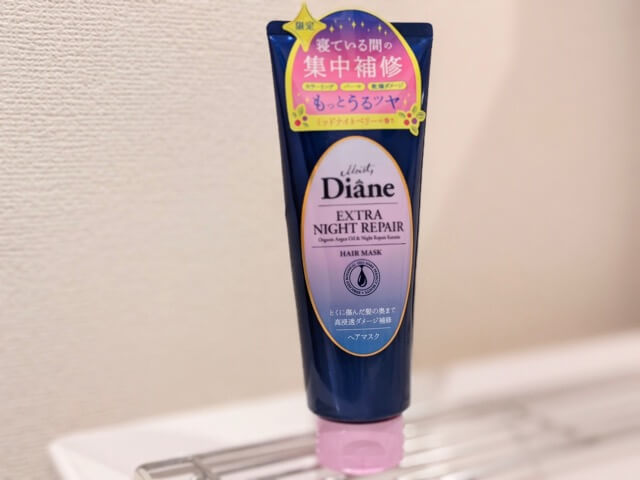 限定
寝ている間の
集中補修
カラーリング パーマ 乾燥ダメージ
もっとうるツヤ
ミッドナイトベリーの香り
Moist
Diâne
EXTRA
NIGHT REPAIR
Organic Argan Oil & Night Repair Keratin
HAIR MASK
とくに傷んだ髪の奥まで
高浸透ダメージ補修
ヘアマスク